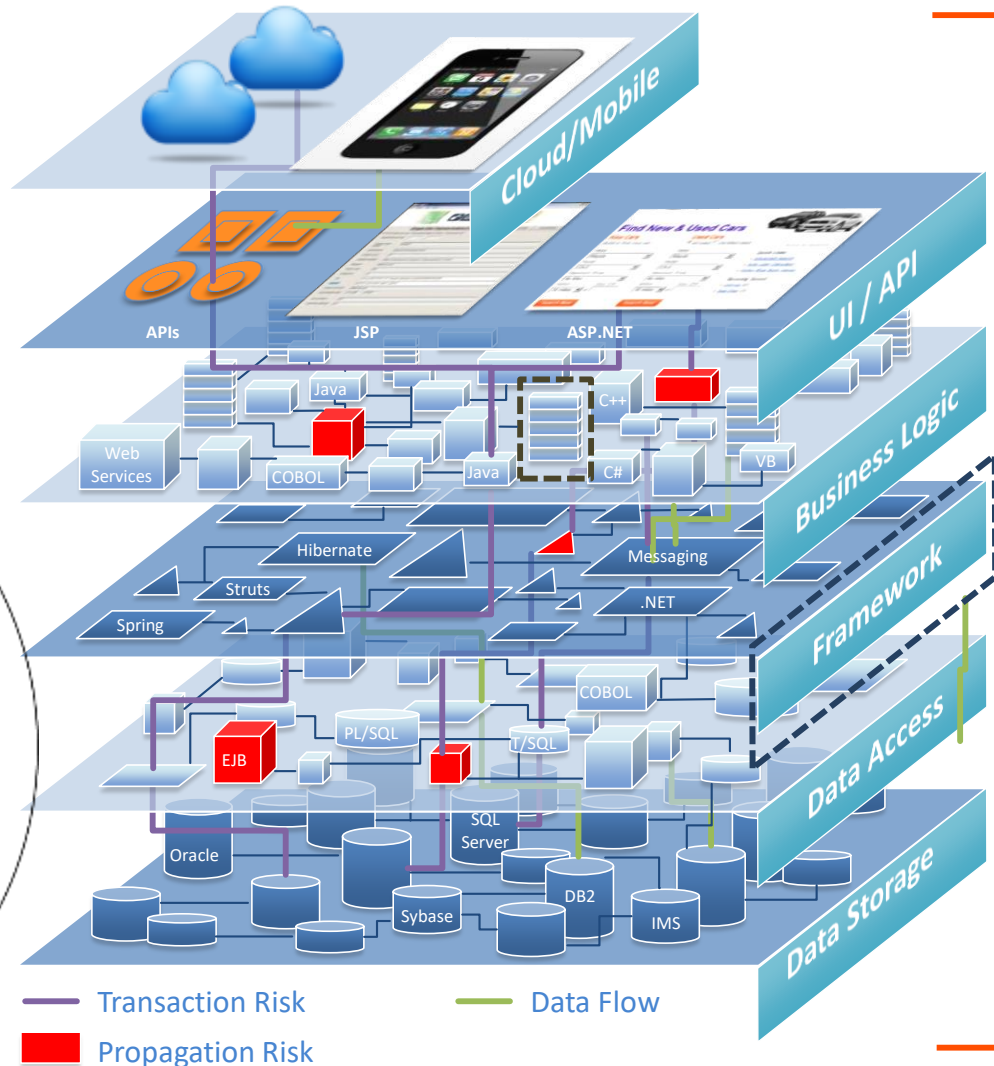 Cloud/Mobile
Find New & Used Cars
UI / API
APIs
JSP
ASP.NET
Java
C++
Business Logic
Web
Services
COBOL
Java
C#
VB
Hibernate
Messaging
Struts
.NET
Spring
Framework
COBOL
PL/SQL
T/SQL
EJB
Data Access
SQL
Server
Oracle
DB2
Sybase
IMS
Data Storage
Transaction Risk
Data Flow
Propagation Risk